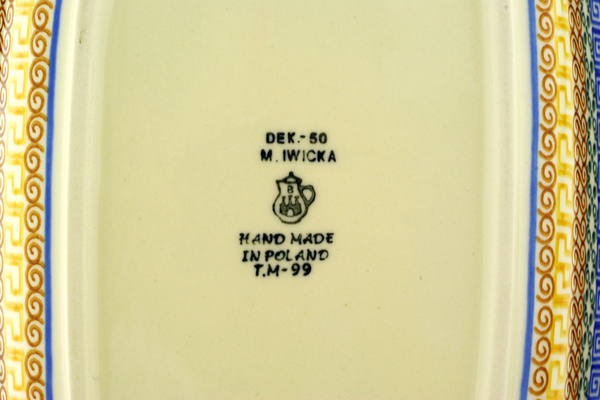 DEK.-50
M. IWICKA
B
HAND MADE
IN POLAND
T.M-99